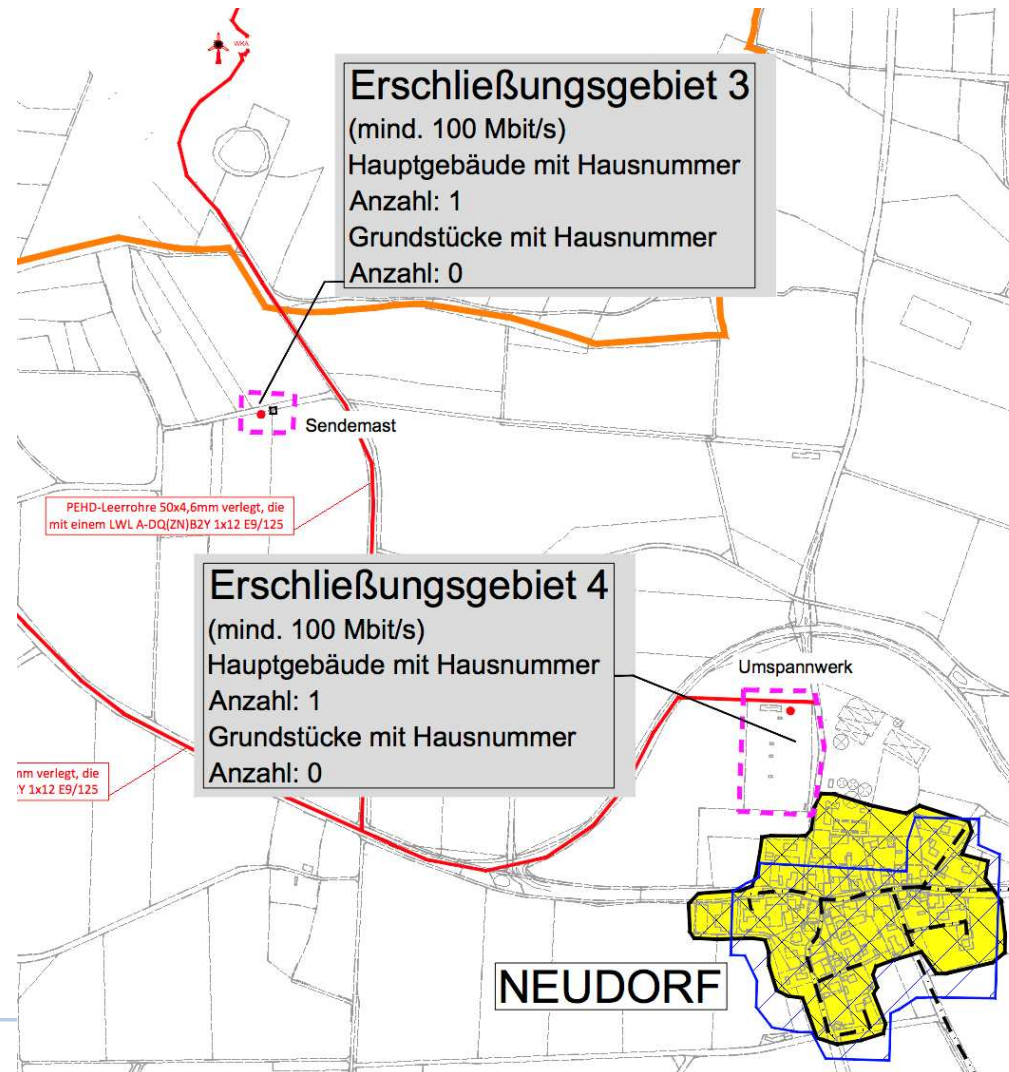 WKA
Erschließungsgebiet 3
(mind. 100 Mbit/s)
Hauptgebäude mit Hausnummer
Anzahl: 1
Grundstücke mit Hausnummer
Anzahl: 0
Sendemast
PEHD-Leerrohre 50x4,6mm verlegt, die
mit einem LWL A-DQ(ZN)B2Y 1x12 E9/125
Erschließungsgebiet 4
(mind. 100 Mbit/s)
Hauptgebäude mit Hausnummer
Anzahl: 1
Grundstücke mit Hausnummer
Anzahl: 0
Umspannwerk
mm verlegt, die
Y 1x12 E9/125
NEUDORF